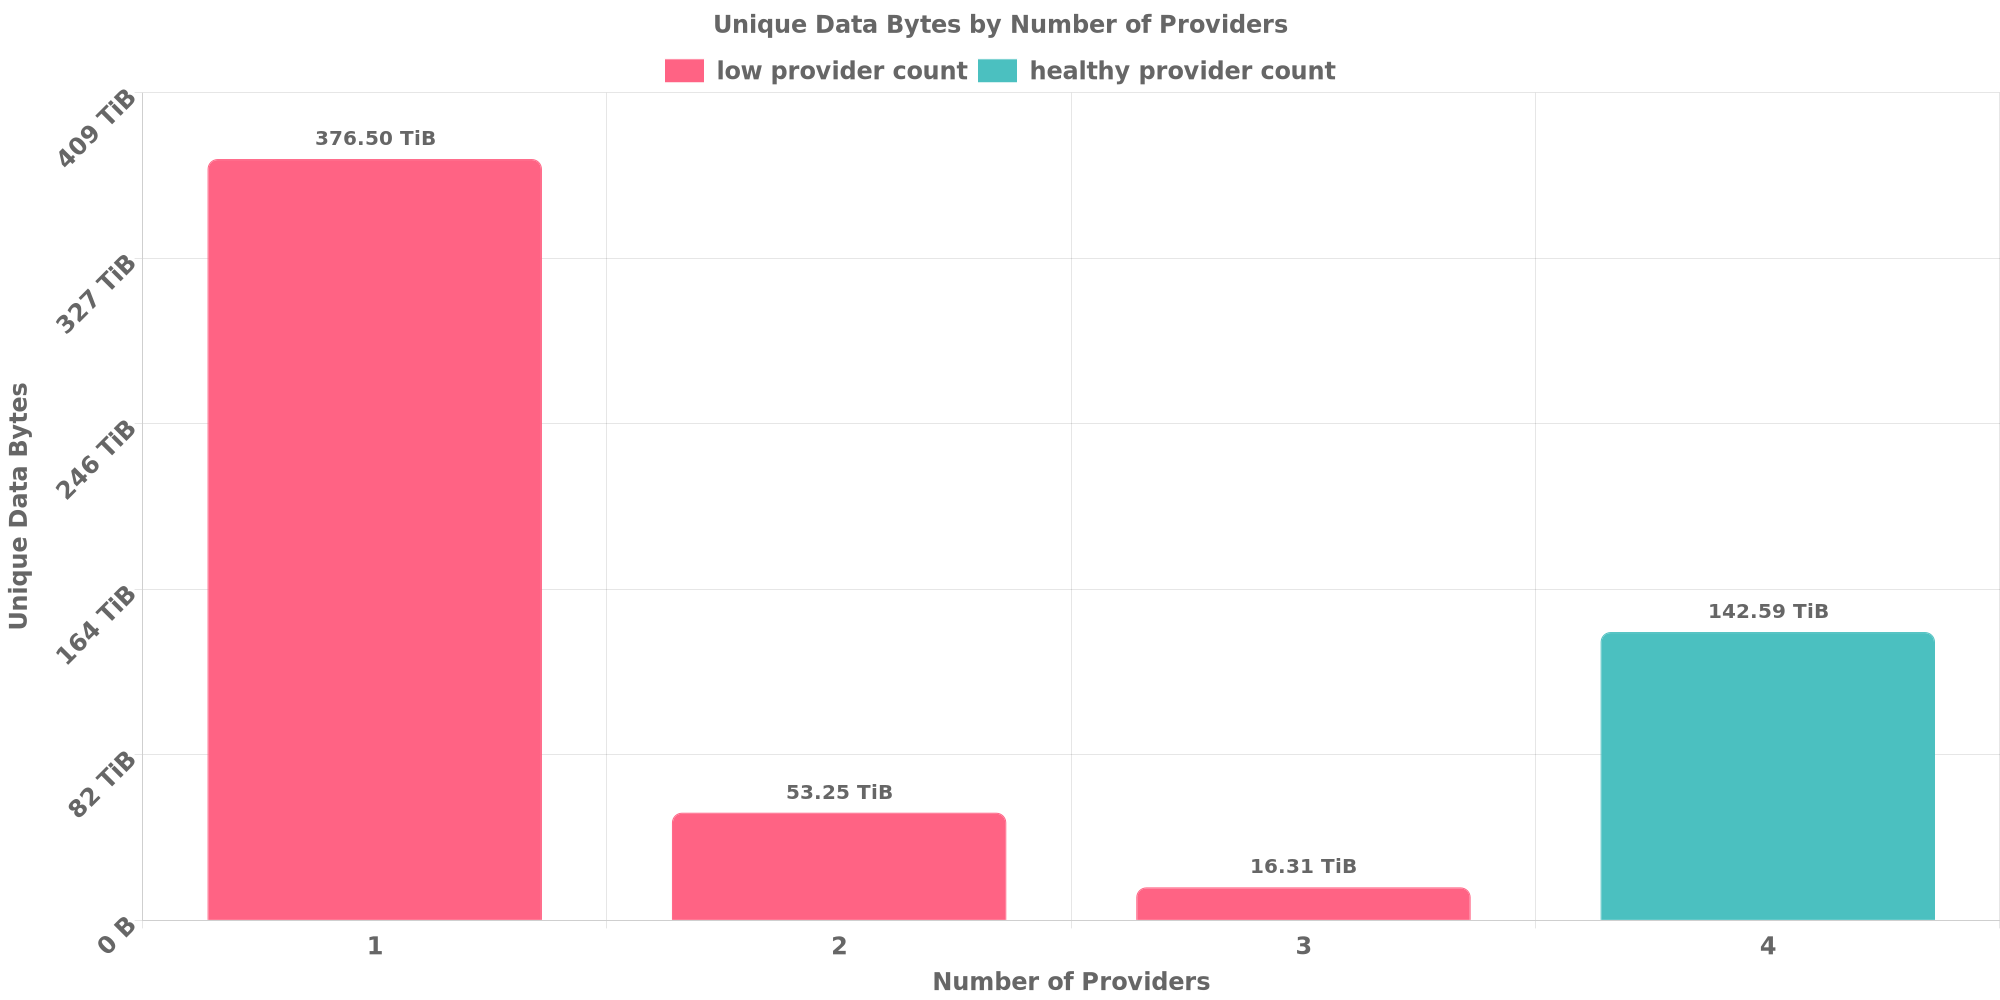 Unique Data Bytes by Number of Providers
low provider count healthy provider count
409 TiB
327 TiB
246 TiB
164 TiB
82 TiB
0 B
Unique Data Bytes
376.50 TiB
53.25 TiB
16.31 TiB
142.59 TiB
1 2 3 4
Number of Providers